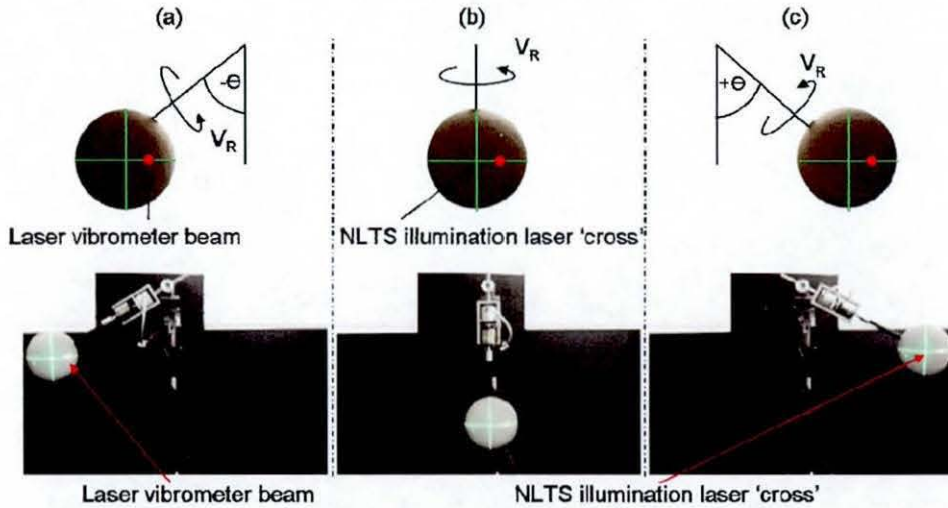 (a)
(b)
(c)
-Θ
V_R
V_R
+Θ
V_R
Laser vibrometer beam
NLTS illumination laser 'cross'
Laser vibrometer beam
NLTS illumination laser 'cross'